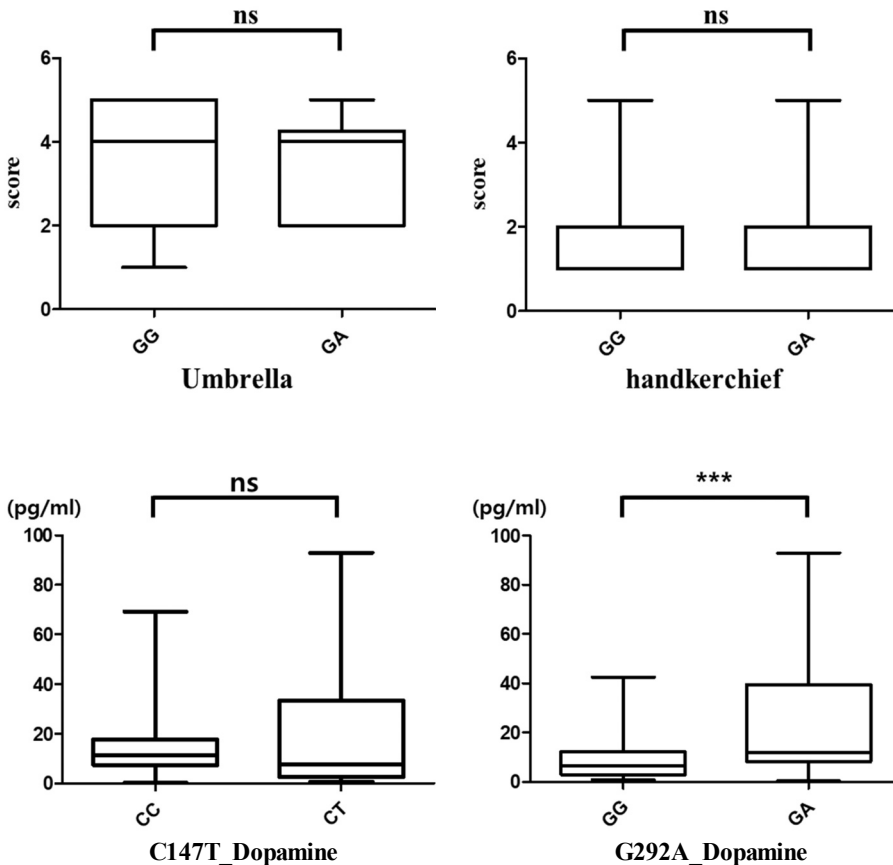 ns
6
4
2
0
score
GG
GA
Umbrella
ns
6
4
2
0
score
GG
GA
handkerchief
ns
(pg/ml)
100
80
60
40
20
0
CC
CT
C147T_Dopamine
***
(pg/ml)
100
80
60
40
20
0
GG
GA
G292A_Dopamine